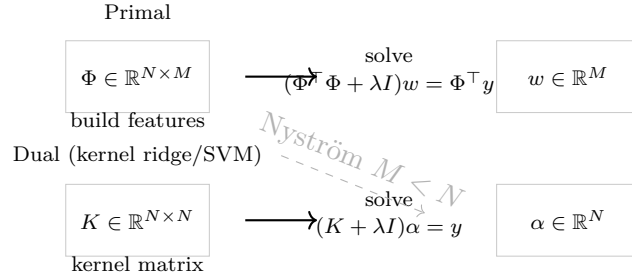 Primal
Φ ∈ ℝ^{N×M}
build features
solve
(Φ^⊤Φ + λI)w = Φ^⊤y
w ∈ ℝ^M
Dual (kernel ridge/SVM)
Nyström M < N
K ∈ ℝ^{N×N}
kernel matrix
solve
(K + λI)α = y
α ∈ ℝ^N